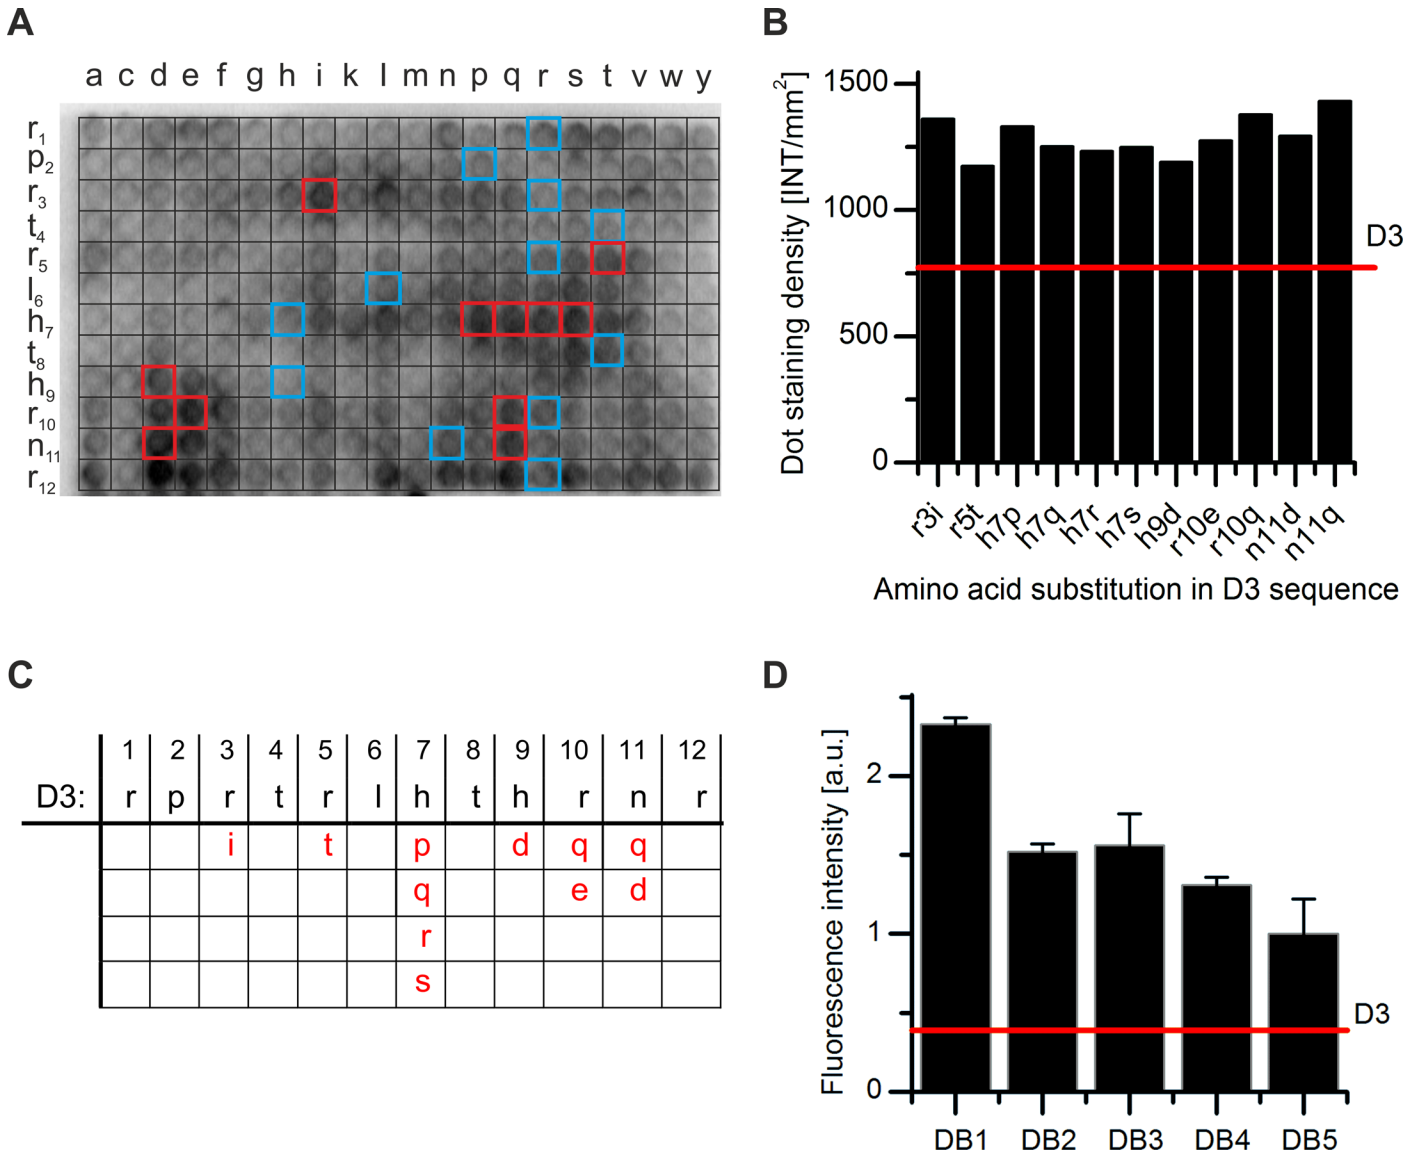 A
a c d e f g h i k l m n p q r s t v w y
r1
p2
r3
t4
r5
l6
h7
t8
h9
r10
n11
r12
B
Dot staining density [INT/mm²]
1500
1000
500
0
D3
r3i r5t h7p h7q h7r h7s h9d r10e r10q n11d n11q
Amino acid substitution in D3 sequence
C
1 2 3 4 5 6 7 8 9 10 11 12
D3: r p r t r l h t h r n r
i t p d q q
q e d
r
s
D
Fluorescence intensity [a.u.]
2
1
0
D3
DB1 DB2 DB3 DB4 DB5